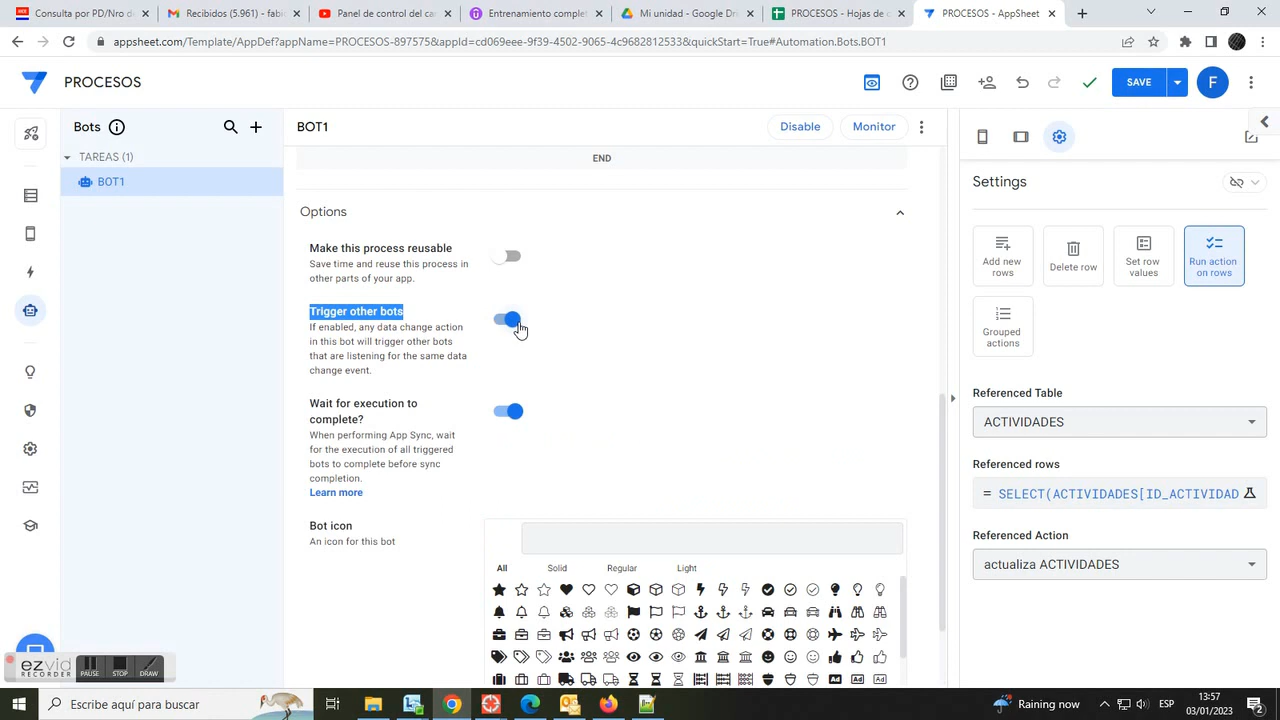 Consulta por PD/Nro d
Recibidos (5.961) - fabi
Panel de control del ca
Entrenamiento complet
Mi unidad - Google Dri
PROCESOS - Hojas de
PROCESOS - AppSheet
appsheet.com/Template/AppDef?appName=PROCESOS-897575&appId=cd069eee-9f39-4502-9065-4c9682812533&quickStart=True#Automation.Bots.BOT1
PROCESOS
SAVE
F
Bots
BOT1
Disable
Monitor
TAREAS (1)
BOT1
END
Options
Make this process reusable
Save time and reuse this process in
other parts of your app.
Trigger other bots
If enabled, any data change action
in this bot will trigger other bots
that are listening for the same data
change event.
Wait for execution to
complete?
When performing App Sync, wait
for the execution of all triggered
bots to complete before sync
completion.
Learn more
Bot icon
An icon for this bot
All
Solid
Regular
Light
Settings
Add new
rows
Delete row
Set row
values
Run action
on rows
Grouped
actions
Referenced Table
ACTIVIDADES
Referenced rows
= SELECT(ACTIVIDADES[ID_ACTIVIDAD
Referenced Action
actualiza ACTIVIDADES
ezvid
RECORDER
PAUSE
STOP
DRAW
Escribe aquí para buscar
Raining now
ESP
13:57
03/01/2023